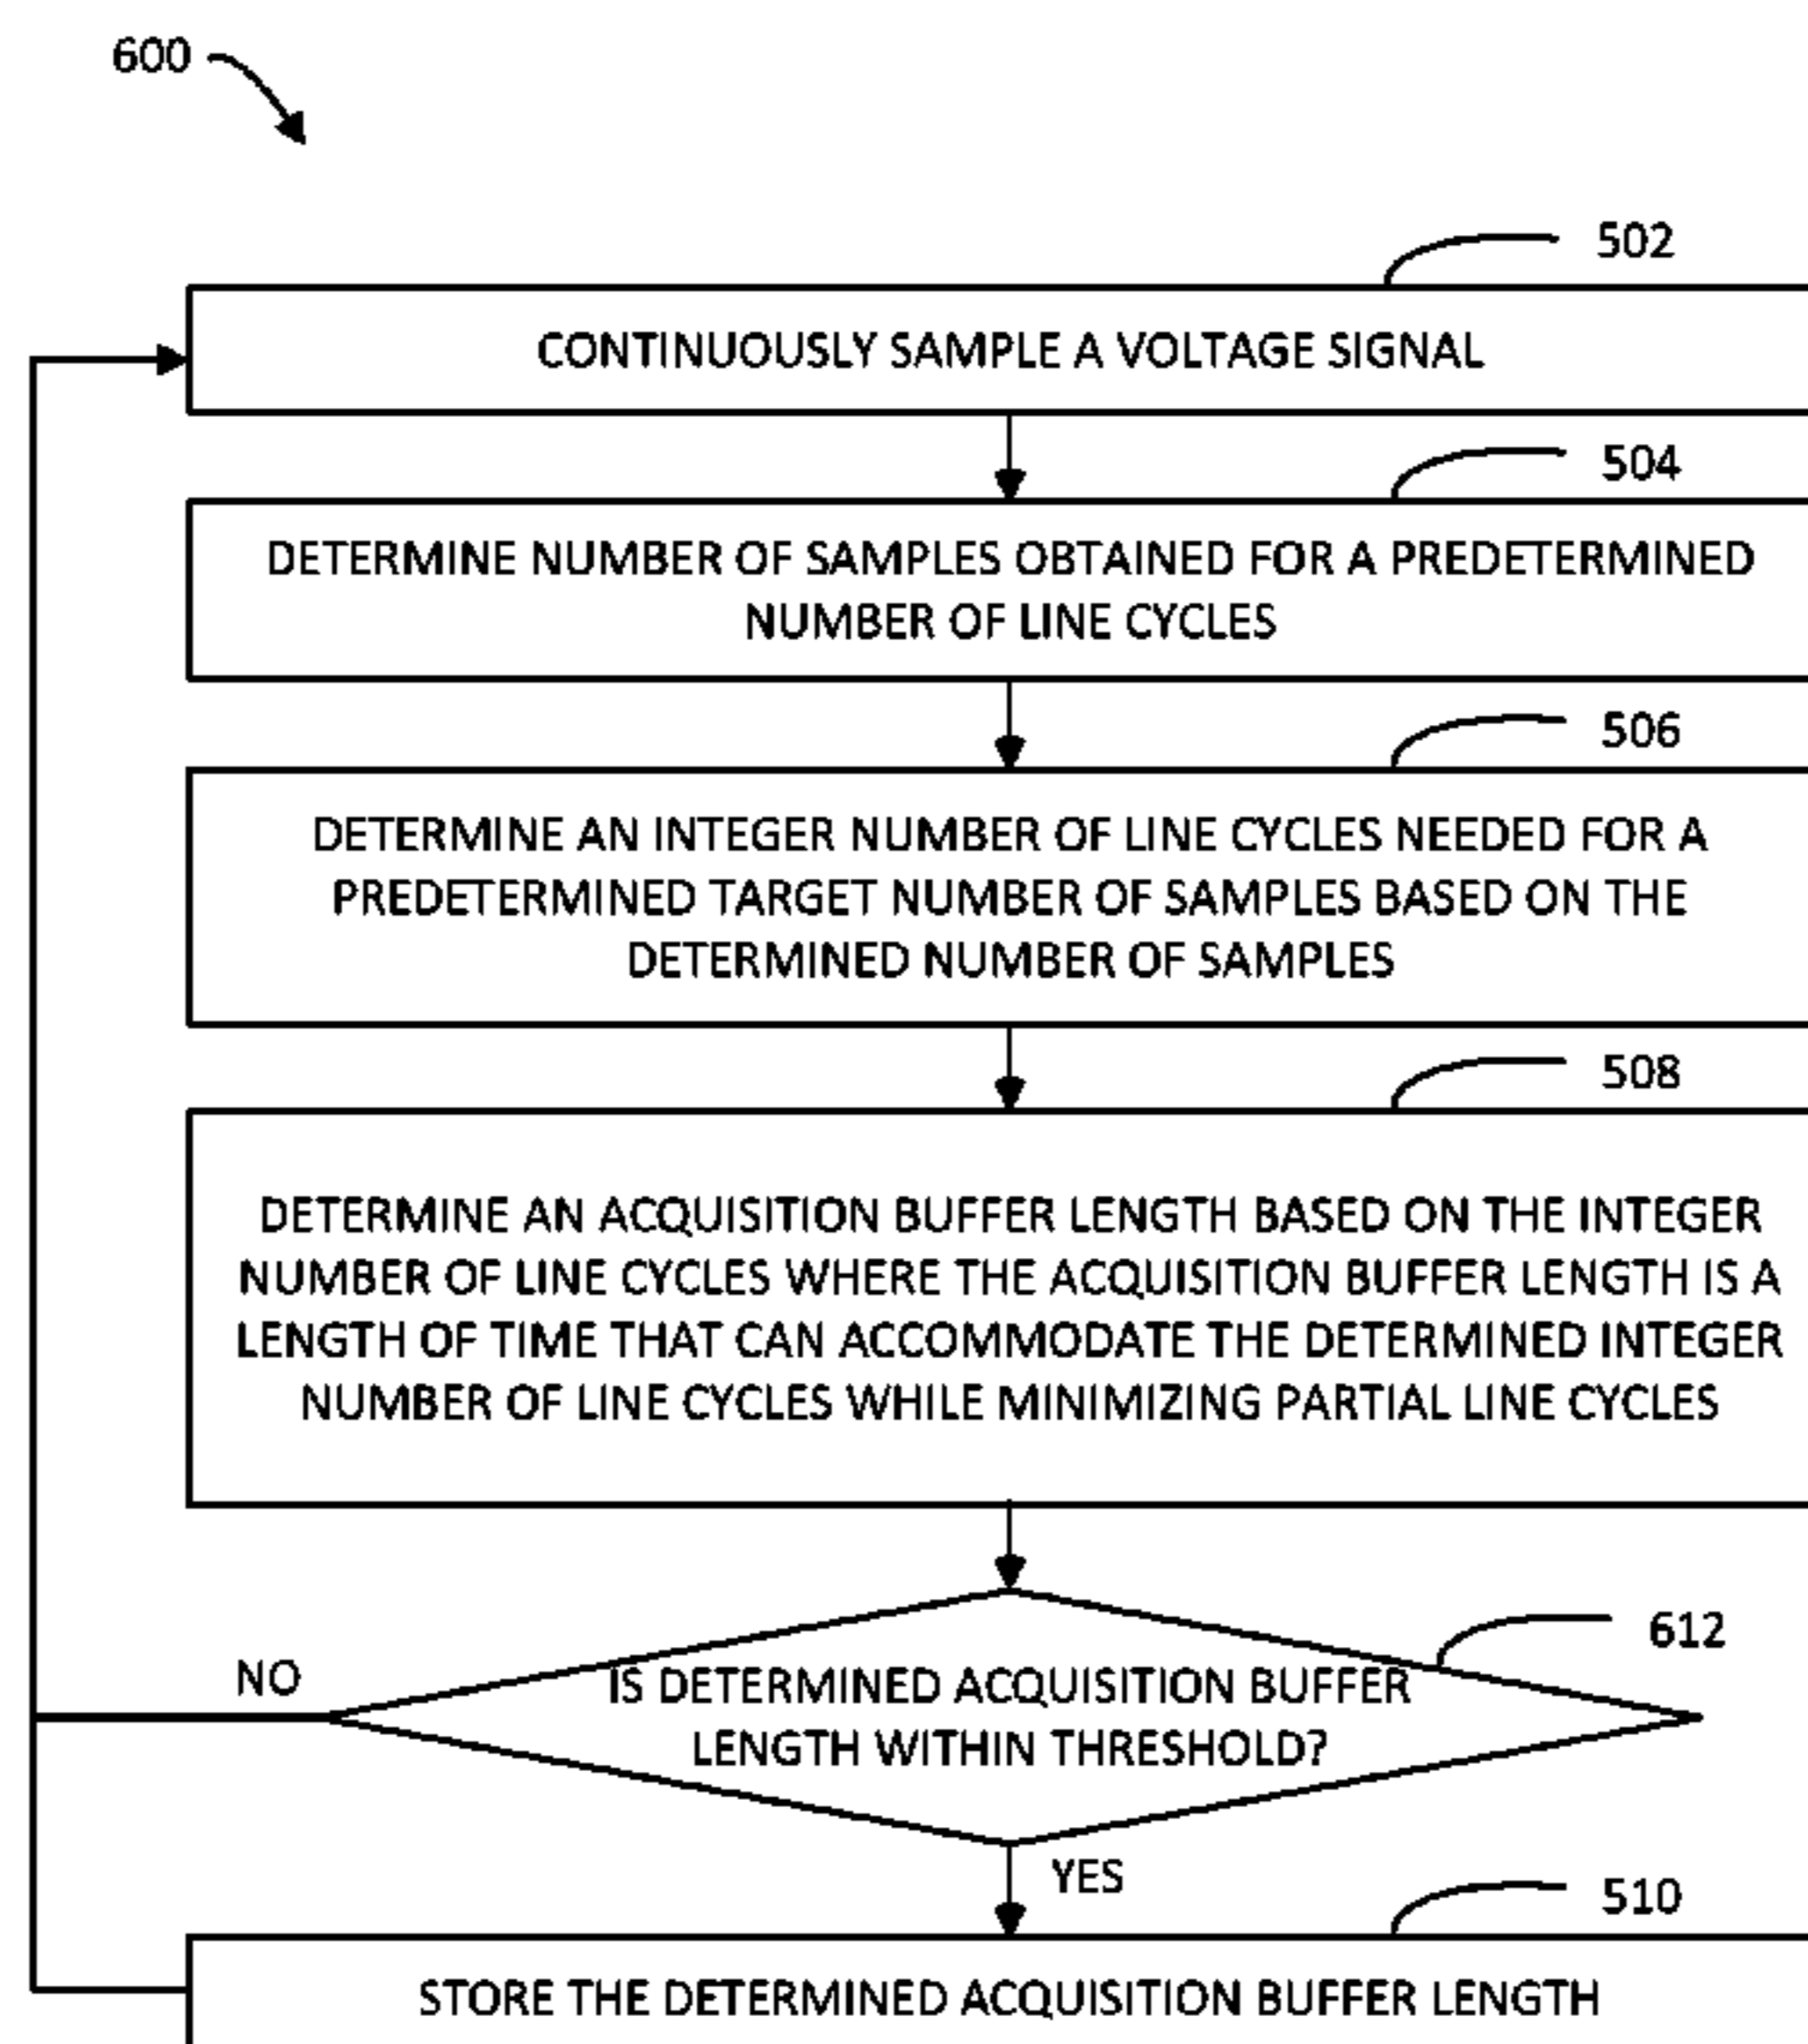 600
502
CONTINUOUSLY SAMPLE A VOLTAGE SIGNAL
504
DETERMINE NUMBER OF SAMPLES OBTAINED FOR A PREDETERMINED
NUMBER OF LINE CYCLES
506
DETERMINE AN INTEGER NUMBER OF LINE CYCLES NEEDED FOR A
PREDETERMINED TARGET NUMBER OF SAMPLES BASED ON THE
DETERMINED NUMBER OF SAMPLES
508
DETERMINE AN ACQUISITION BUFFER LENGTH BASED ON THE INTEGER
NUMBER OF LINE CYCLES WHERE THE ACQUISITION BUFFER LENGTH IS A
LENGTH OF TIME THAT CAN ACCOMMODATE THE DETERMINED INTEGER
NUMBER OF LINE CYCLES WHILE MINIMIZING PARTIAL LINE CYCLES
612
NO
IS DETERMINED ACQUISITION BUFFER
LENGTH WITHIN THRESHOLD?
YES
510
STORE THE DETERMINED ACQUISITION BUFFER LENGTH